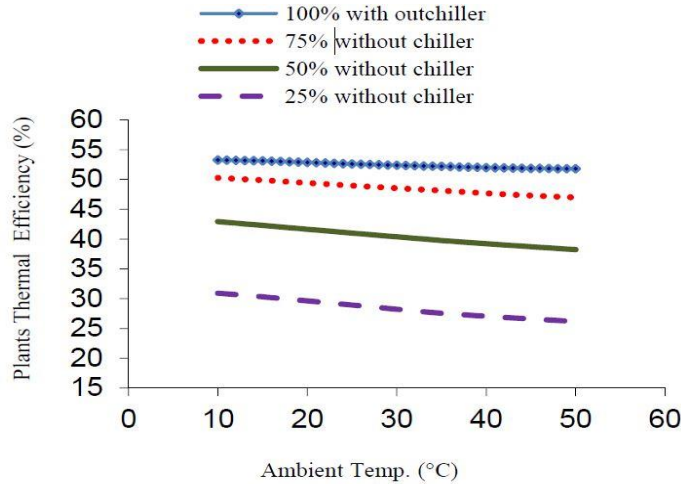 100% with outchiller
75% without chiller
50% without chiller
25% without chiller
Plants Thermal Efficiency (%)
60
55
50
45
40
35
30
25
20
15
0 10 20 30 40 50 60
Ambient Temp. (°C)